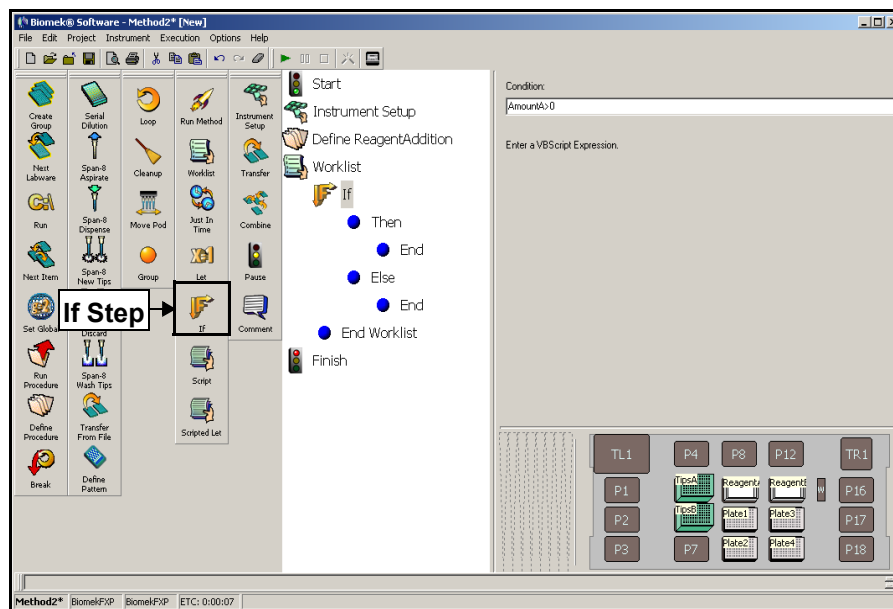 Biomek® Software - Method2* [New]
File Edit Project Instrument Execution Options Help
Create Group
Serial Dilution
Loop
Run Method
Instrument Setup
Next Labware
Span-8 Aspirate
Cleanup
Worklist
Transfer
Run
Span-8 Dispense
Move Pod
Just In Time
Combine
Next Item
Span-8 New Tips
Group
Let
Pause
Set Global
Discard
If Step
If
Comment
Run Procedure
Span-8 Wash Tips
Script
Define Procedure
Transfer From File
Scripted Let
Break
Define Pattern
Start
Instrument Setup
Define ReagentAddition
Worklist
If
Then
End
Else
End
End Worklist
Finish
Condition:
AmountA>0
Enter a VBScript Expression.
TL1 P4 P8 P12 TR1
P1 TipsA Reagent Reagent W P16
P2 TipsB Plate1 Plate3 P17
P3 P7 Plate2 Plate4 P18
Method2* BiomekFXP BiomekFXP ETC: 0:00:07